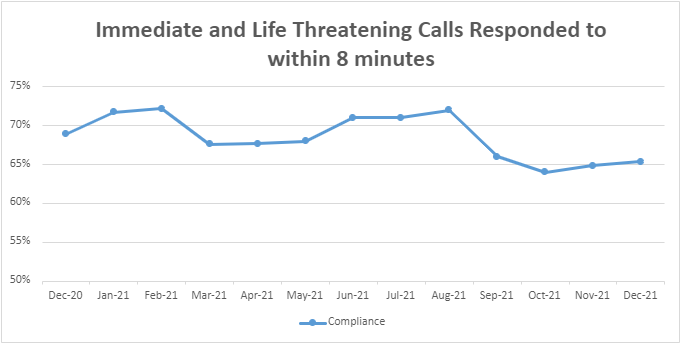 Immediate and Life Threatening Calls Responded to
within 8 minutes
75%
70%
65%
60%
55%
50%
Dec-20 Jan-21 Feb-21 Mar-21 Apr-21 May-21 Jun-21 Jul-21 Aug-21 Sep-21 Oct-21 Nov-21 Dec-21
Compliance